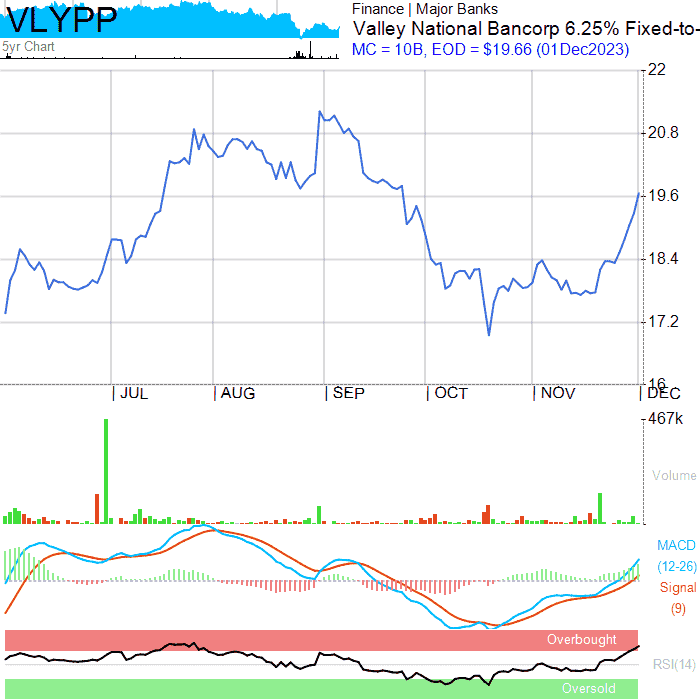 VLYPP
5yr Chart
Finance | Major Banks
Valley National Bancorp 6.25% Fixed-to-
MC = 10B, EOD = $19.66 (01Dec2023)
22
20.8
19.6
18.4
17.2
16
JUL AUG SEP OCT NOV DEC
467k
Volume
MACD
(12-26)
Signal
(9)
Overbought
RSI(14)
Oversold